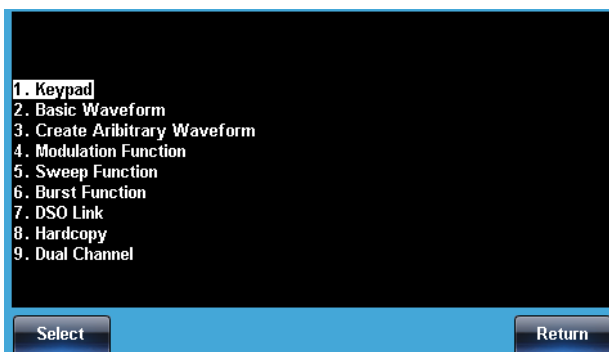 1. Keypad
2. Basic Waveform
3. Create Aribitrary Waveform
4. Modulation Function
5. Sweep Function
6. Burst Function
7. DSO Link
8. Hardcopy
9. Dual Channel
Select
Return